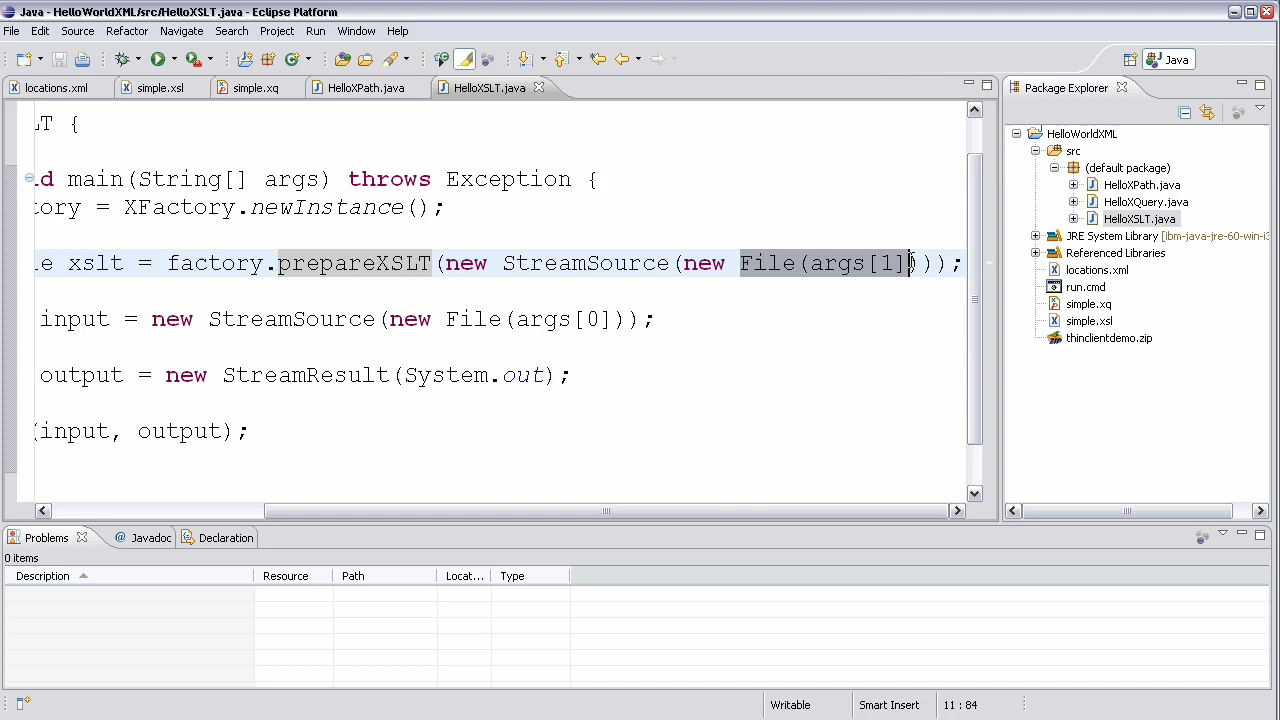 Java - HelloWorldXML/src/HelloXSLT.java - Eclipse Platform
File Edit Source Refactor Navigate Search Project Run Window Help
Java
locations.xml simple.xsl simple.xq HelloXPath.java HelloXSLT.java
LT {
main(String[] args) throws Exception {
tory = XFactory.newInstance();
le xslt = factory.prepareXSLT(new StreamSource(new File(args[1])));
input = new StreamSource(new File(args[0]));
output = new StreamResult(System.out);
(input, output);
Package Explorer
HelloWorldXML
src
(default package)
HelloXPath.java
HelloXQuery.java
HelloXSLT.java
JRE System Library [ibm-java-jre-60-win-i3
Referenced Libraries
locations.xml
run.cmd
simple.xq
simple.xsl
thinclientdemo.zip
Problems @ Javadoc Declaration
0 items
Description Resource Path Locat... Type
Writable Smart Insert 11 : 84